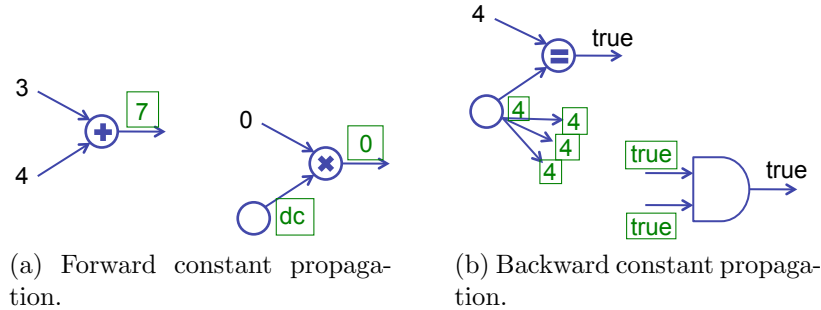 3
4
+
7
0
×
0
dc
4
=
true
4
4
4
4
true
true
true
(a) Forward constant propaga-
tion.
(b) Backward constant propaga-
tion.